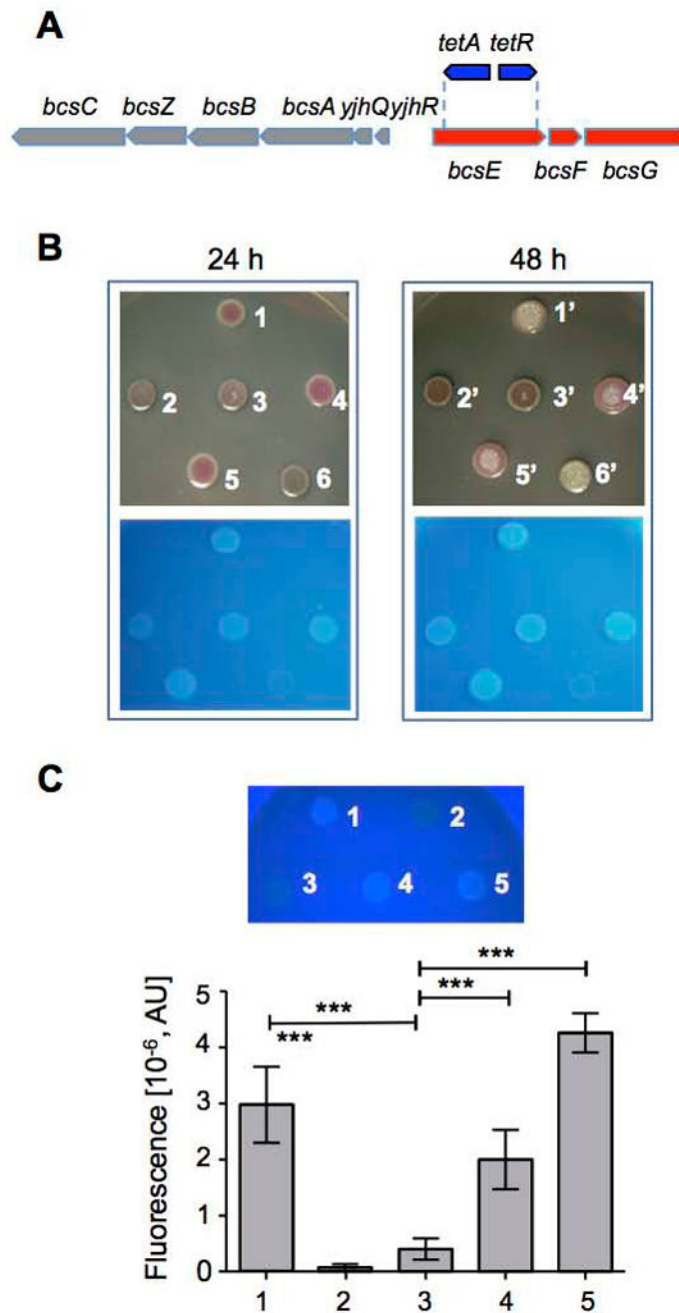 A
tetA tetR
bcsC bcsZ bcsB bcsA yjhQ yjhR
bcsE bcsF bcsG
B
24 h 48 h
1 1’
2 3 4 2’ 3’ 4’
5 6 5’ 6’
C
1 2
3 4 5
***
*** ***
***
Fluorescence [10⁻⁶, AU]
5
4
3
2
1
0
1 2 3 4 5